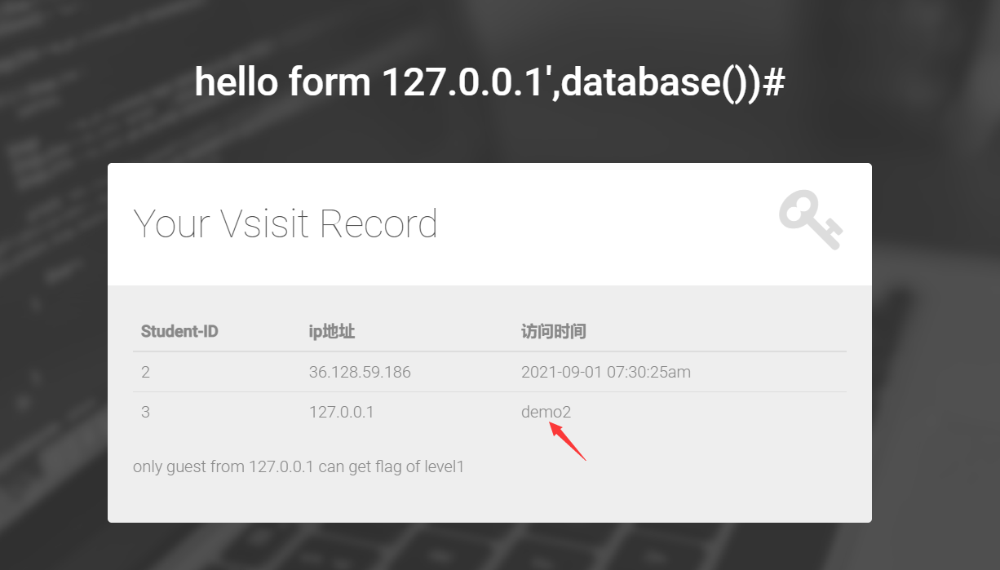 hello form 127.0.0.1',database())#
Your Vsisit Record
Student-ID ip地址 访问时间
2 36.128.59.186 2021-09-01 07:30:25am
3 127.0.0.1 demo2
only guest from 127.0.0.1 can get flag of level1